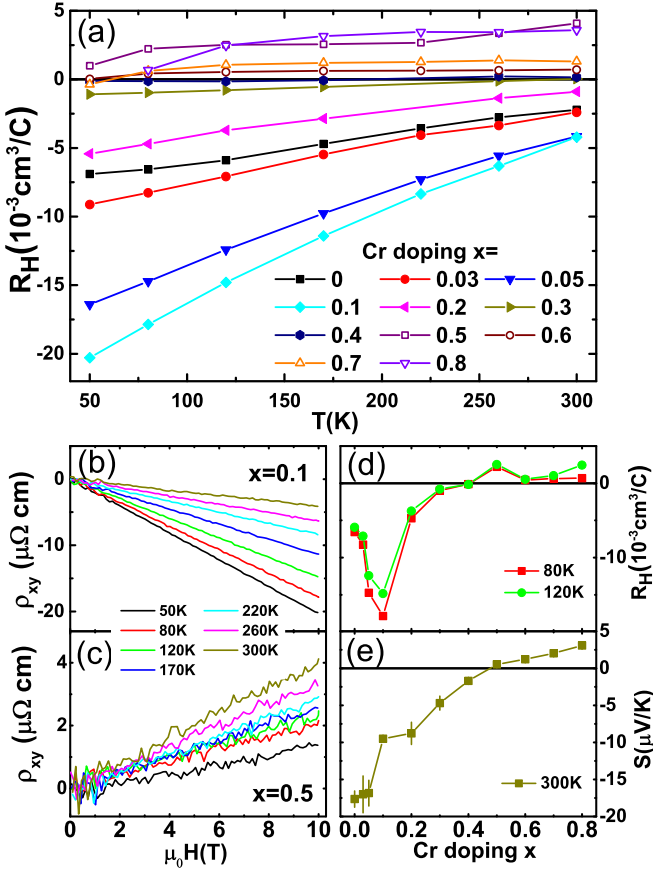 (a)
5
0
-5
-10
-15
-20
R_H(10^-3cm^3/C)
Cr doping x=
0 0.03 0.05
0.1 0.2 0.3
0.4 0.5 0.6
0.7 0.8
50 100 150 200 250 300
T(K)
(b) x=0.1
0
-10
-20
ρ_xy (μΩ cm)
50K 220K
80K 260K
120K 300K
170K
(c)
4
2
0
ρ_xy (μΩ cm)
x=0.5
0 2 4 6 8 10
μ_0H(T)
(d)
5
0
-5
-15
R_H(10^-3cm^3/C)
80K
120K
(e)
5
0
-5
-10
-15
-20
S(μV/K)
300K
0.0 0.2 0.4 0.6 0.8
Cr doping x